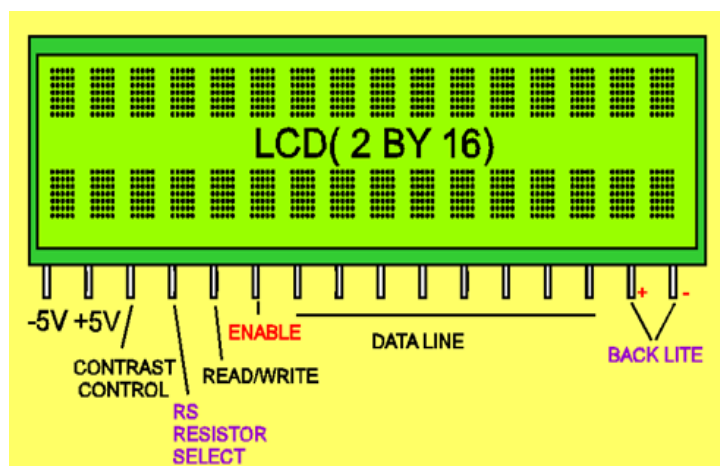 LCD( 2 BY 16)
-5V +5V
CONTRAST
CONTROL
RS
RESISTOR
SELECT
READ/WRITE
ENABLE
DATA LINE
+ -
BACK LITE